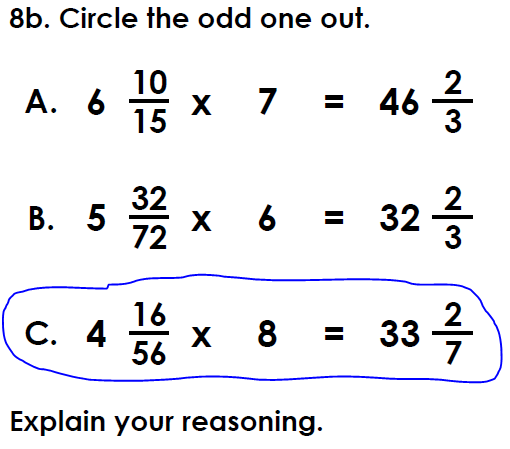 8b. Circle the odd one out.
A. 6 10/15 x 7 = 46 2/3
B. 5 32/72 x 6 = 32 2/3
C. 4 16/56 x 8 = 33 2/7
Explain your reasoning.